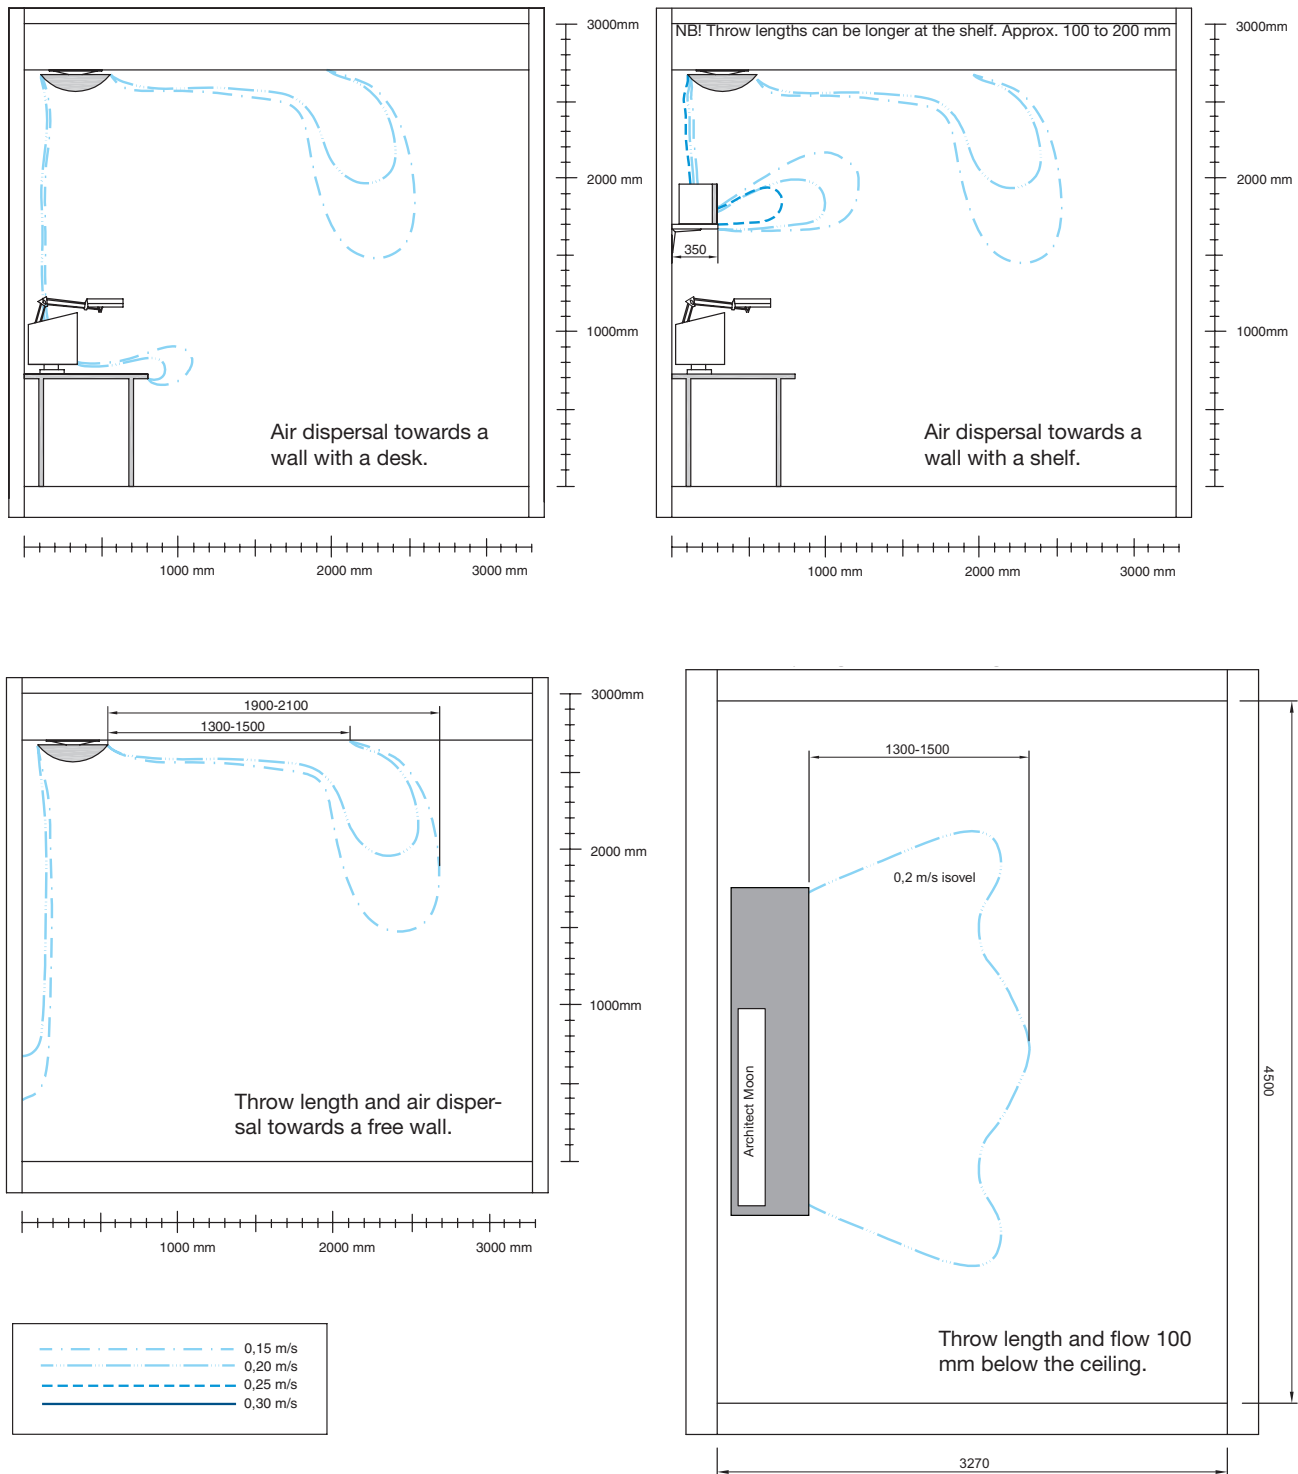 3000mm
2000 mm
1000mm
Air dispersal towards a
wall with a desk.
1000 mm
2000 mm
3000 mm
NB! Throw lengths can be longer at the shelf. Approx. 100 to 200 mm
3000mm
2000 mm
350
1000mm
Air dispersal towards a
wall with a shelf.
1000 mm
2000 mm
3000 mm
1900-2100
1300-1500
3000mm
2000 mm
1000mm
Throw length and air disper-
sal towards a free wall.
1000 mm
2000 mm
3000 mm
0,15 m/s
0,20 m/s
0,25 m/s
0,30 m/s
1300-1500
0,2 m/s isovel
Architect Moon
4500
Throw length and flow 100
mm below the ceiling.
3270